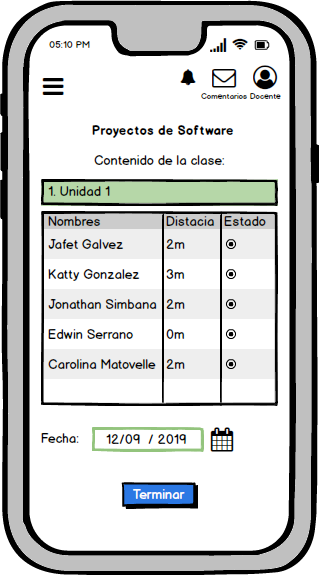 05:10 PM
Comentarios Docente
Proyectos de Software
Contenido de la clase:
1. Unidad 1
Nombres Distacia Estado
Jafet Galvez 2m
Katty Gonzalez 3m
Jonathan Simbana 2m
Edwin Serrano 0m
Carolina Matovelle 2m
Fecha: 12/09 / 2019
Terminar